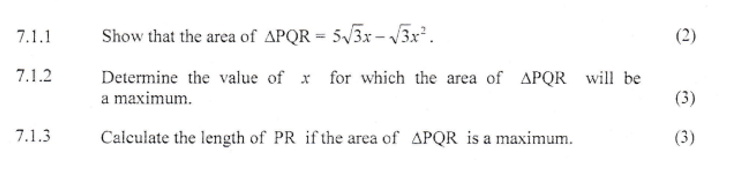 7.1.1 Show that the area of ΔPQR = 5√3x − √3x². (2)
7.1.2 Determine the value of x for which the area of ΔPQR will be
a maximum. (3)
7.1.3 Calculate the length of PR if the area of ΔPQR is a maximum. (3)